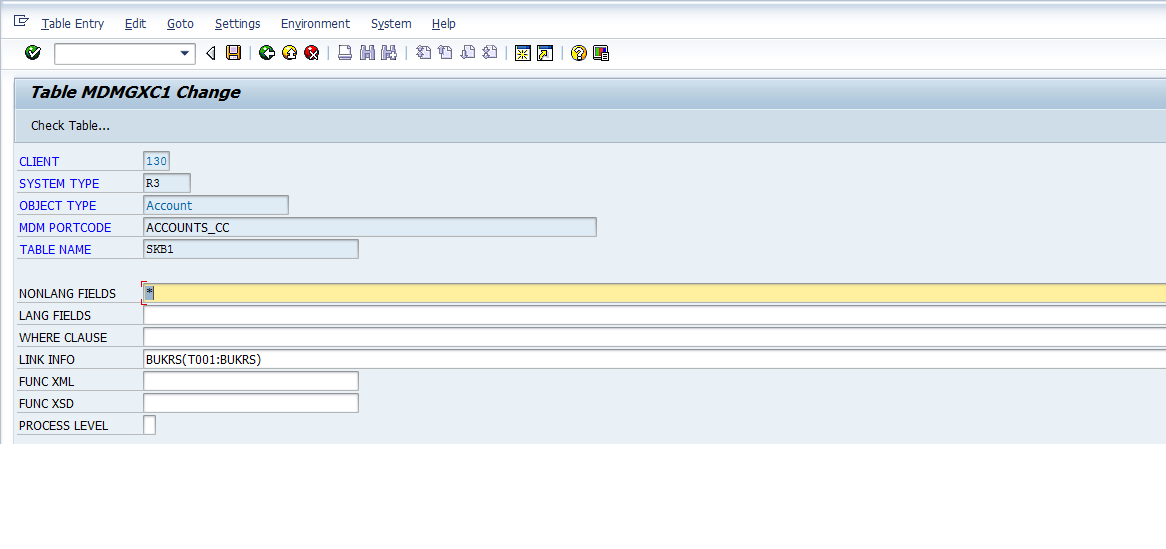 Table Entry Edit Goto Settings Environment System Help
Table MDMGXC1 Change
Check Table...
CLIENT 130
SYSTEM TYPE R3
OBJECT TYPE Account
MDM PORTCODE ACCOUNTS_CC
TABLE NAME SKB1
NONLANG FIELDS *
LANG FIELDS
WHERE CLAUSE
LINK INFO BUKRS(T001:BUKRS)
FUNC XML
FUNC XSD
PROCESS LEVEL